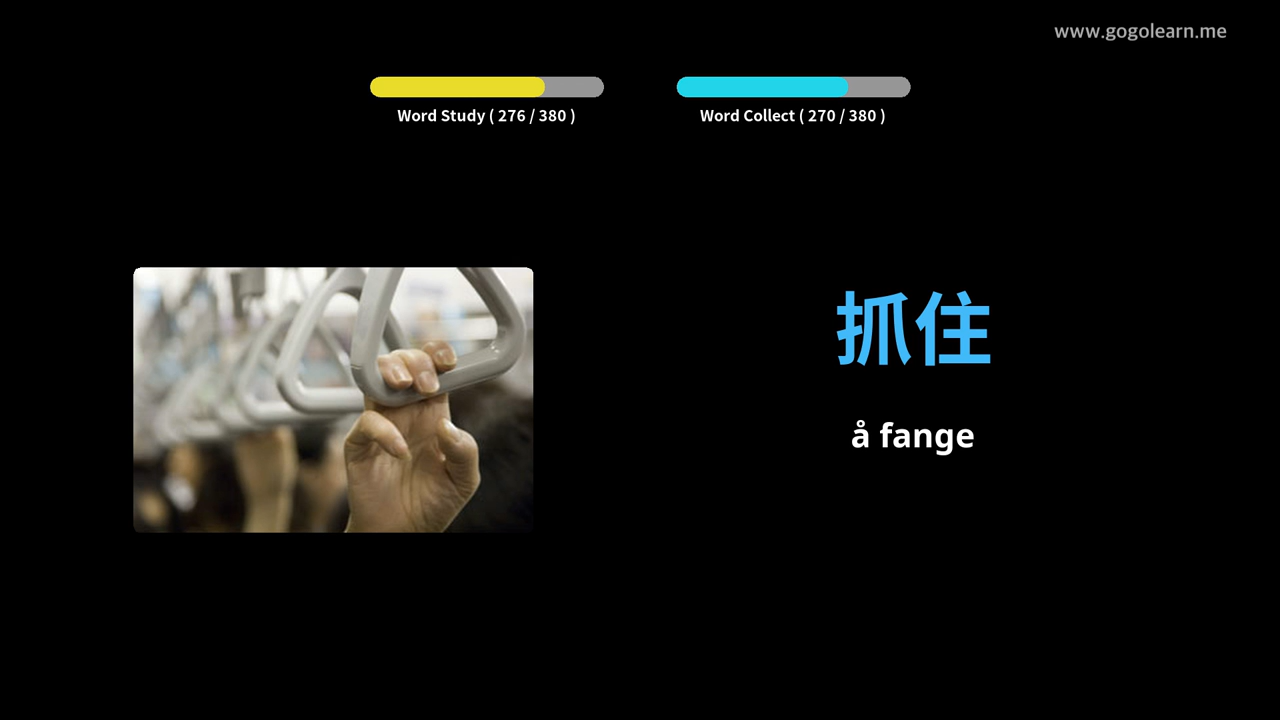 www.gogolearn.me
Word Study ( 276 / 380 )
Word Collect ( 270 / 380 )
抓住
å fange